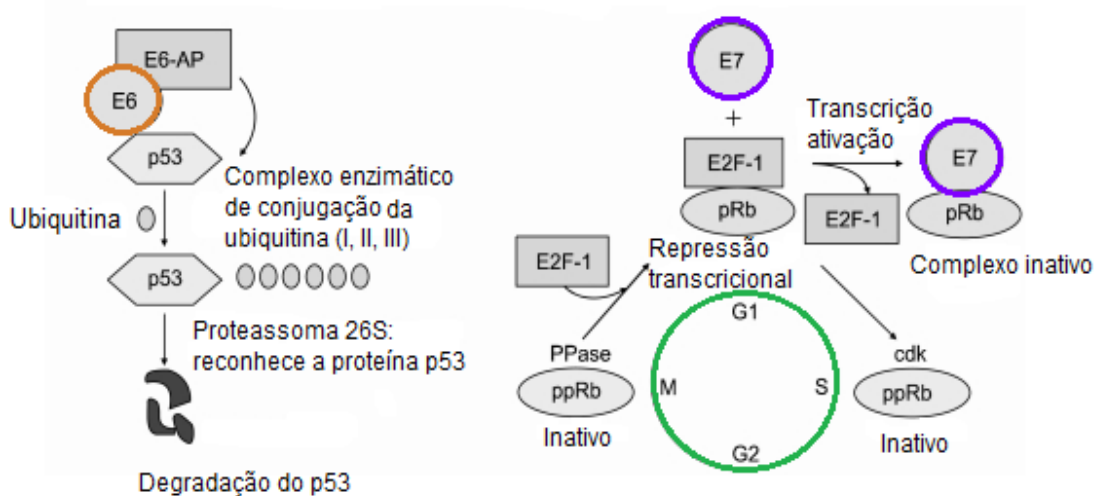 E6-AP
E6
p53
Complexo enzimático
de conjugação da
ubiquitina (I, II, III)
Ubiquitina
p53
Proteassoma 26S:
reconhece a proteína p53
Degradação do p53
E7
+
E2F-1
pRb
Transcrição
ativação
E7
pRb
E2F-1
Complexo inativo
Repressão
transcricional
E2F-1
PPase
ppRb
Inativo
G1
M
S
G2
cdk
ppRb
Inativo